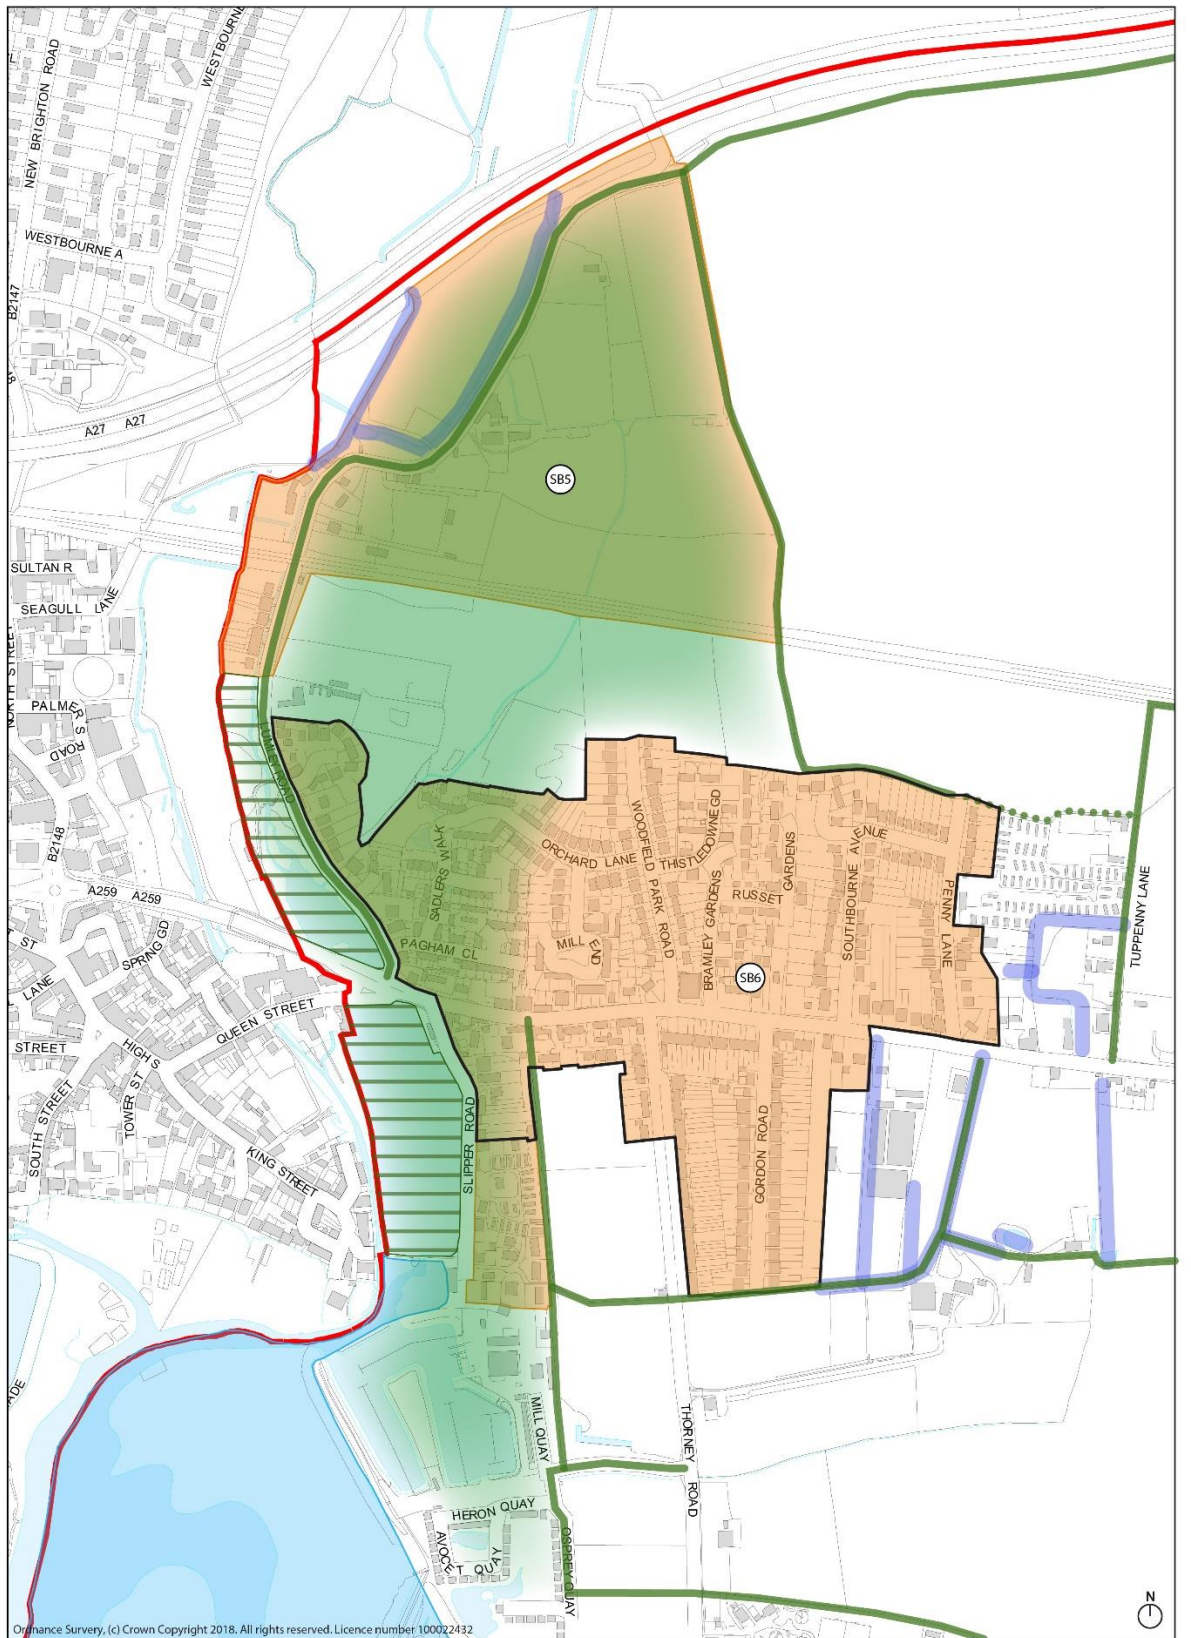 NEW BRIGHTON ROAD
WESTBOURNE
WESTBOURNE A
B2147
A27 A27
SB5
SULTAN R
SEAGULL LANE
NORTH STREET
PALMER'S ROAD
LUMLEY ROAD
B2148
A259 A259
SADLERS WALK
ORCHARD LANE
WOODFIELD PARK ROAD
THISTLEDOWNE GD
GARDENS
RUSSET
BRAMLEY GARDENS
SOUTHBOURNE AVENUE
PENNY LANE
TUPPENNY LANE
PAGHAM CL
MILL END
SB6
ST
LANE
SPRING GD
QUEEN STREET
STREET
HIGH S
TOWER ST
SOUTH STREET
KING STREET
SLIPPER ROAD
GORDON ROAD
ADE
MILL QUAY
THORNEY ROAD
HERON QUAY
AVOCET QUAY
OSPREY QUAY
N
Ordnance Survery, (c) Crown Copyright 2018. All rights reserved. Licence number 100022432